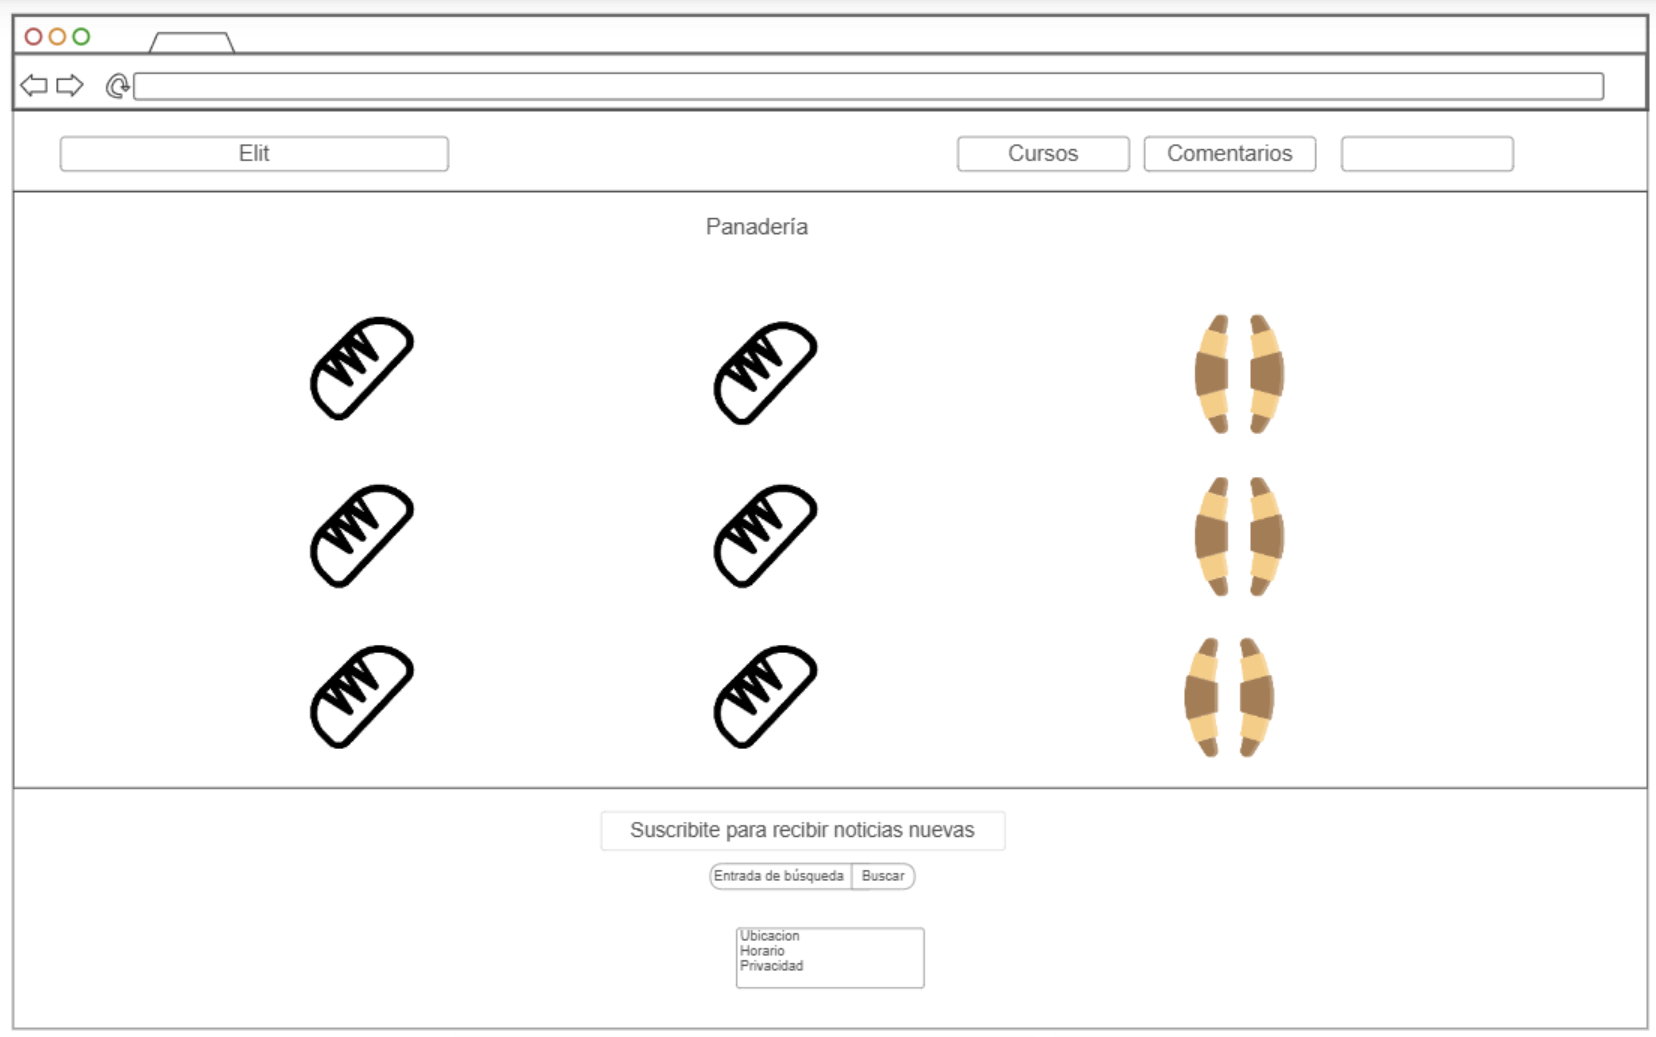 Elit
Cursos
Comentarios
Panadería
Suscribite para recibir noticias nuevas
Entrada de búsqueda
Buscar
Ubicacion
Horario
Privacidad